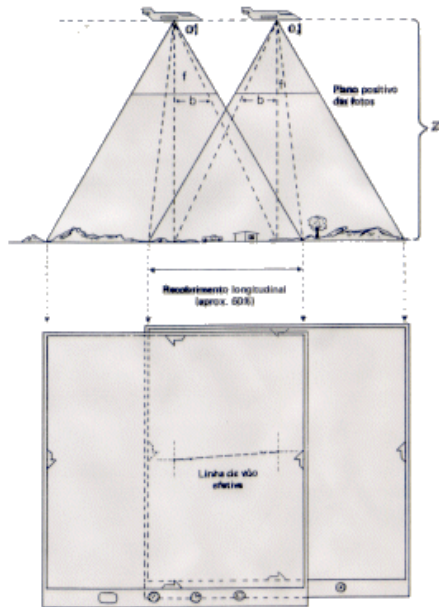 O₁
O₂
f
f
Plano positivo
das fotos
b
b
Z
Recobrimento longitudinal
(aprox. 60%)
Linha de vôo
efetiva